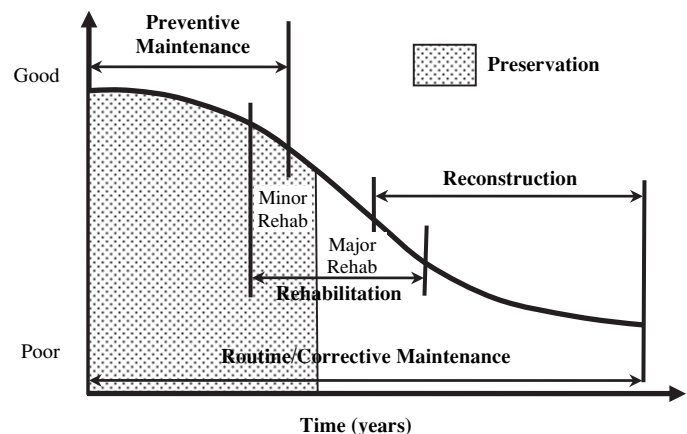 Preventive
Maintenance
Good
Preservation
Reconstruction
Minor
Rehab
Major
Rehab
Rehabilitation
Poor
Routine/Corrective Maintenance
Time (years)